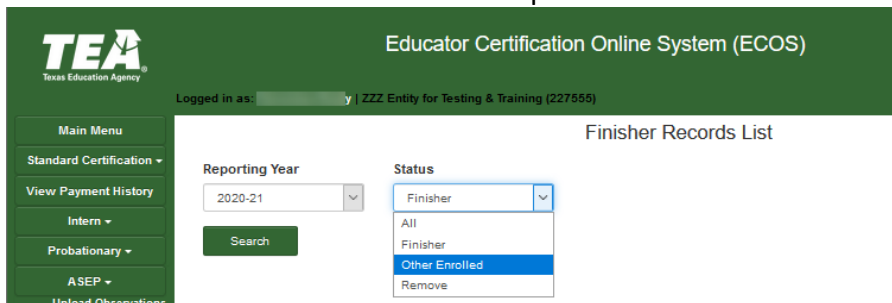 TEA
Texas Education Agency
Educator Certification Online System (ECOS)
Logged in as: y | ZZZ Entity for Testing & Training (227555)
Main Menu
Standard Certification
View Payment History
Intern
Probationary
ASEP
Upload Observations
Finisher Records List
Reporting Year
Status
2020-21
Finisher
All
Finisher
Other Enrolled
Remove
Search